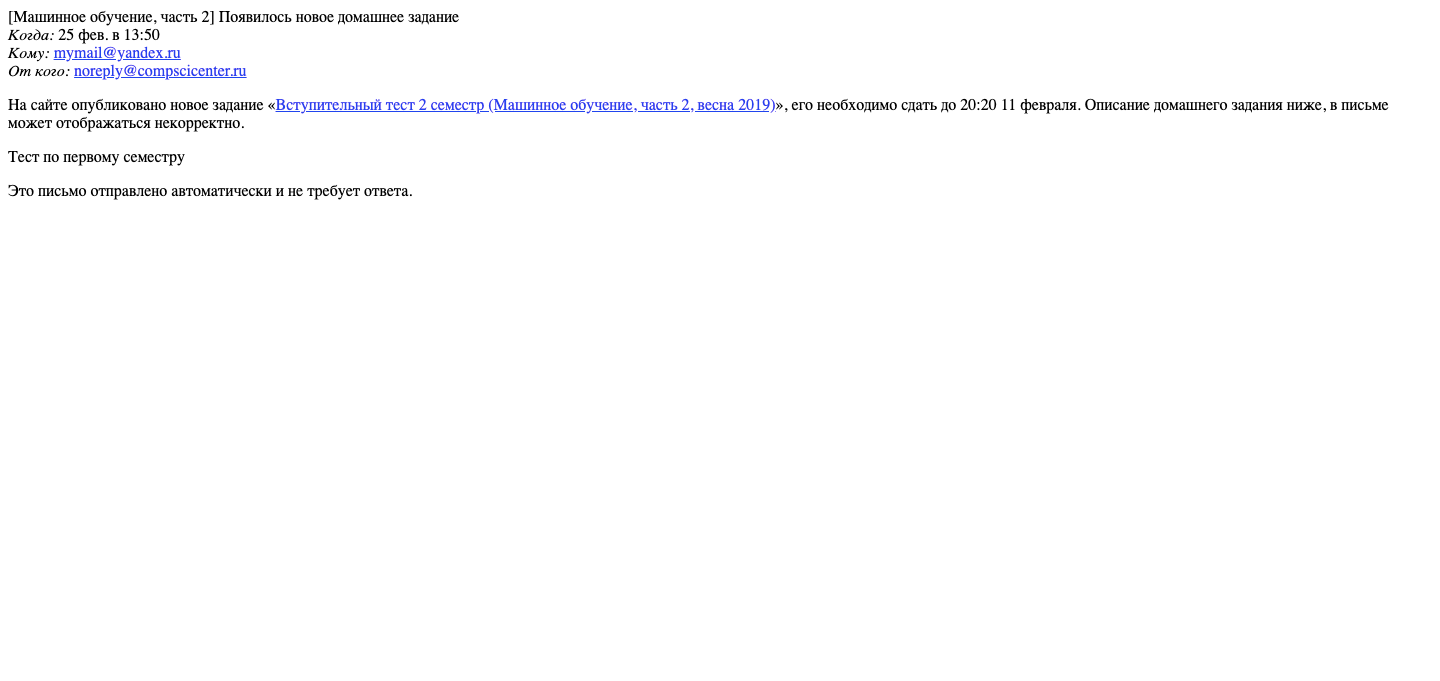 [Машинное обучение, часть 2] Появилось новое домашнее задание
Когда: 25 фев. в 13:50
Кому: mymail@yandex.ru
От кого: noreply@compscicenter.ru
На сайте опубликовано новое задание «Вступительный тест 2 семестр (Машинное обучение, часть 2, весна 2019)», его необходимо сдать до 20:20 11 февраля. Описание домашнего задания ниже, в письме
может отображаться некорректно.
Тест по первому семестру
Это письмо отправлено автоматически и не требует ответа.